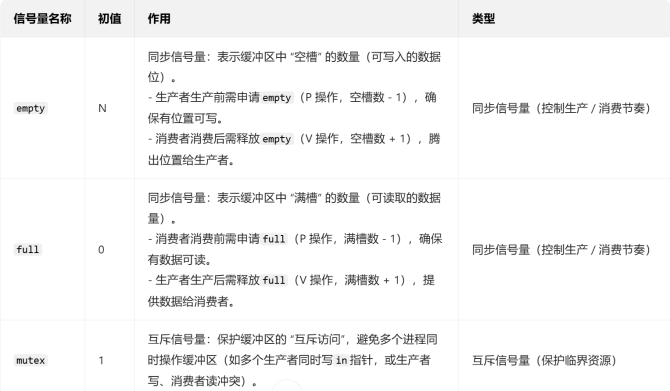 信号量名称 初值 作用 类型
同步信号量：表示缓冲区中 “空槽” 的数量（可写入的数据
位）。
- 生产者生产前需申请 empty（P 操作，空槽数 - 1），确
保有位置可写。
empty N 同步信号量（控制生产 / 消费节奏）
- 消费者消费后需释放 empty（V 操作，空槽数 + 1），腾
出位置给生产者。
同步信号量：表示缓冲区中 “满槽” 的数量（可读取的数据
量）。
- 消费者消费前需申请 full（P 操作，满槽数 - 1），确保
full 0 同步信号量（控制生产 / 消费节奏）
有数据可读。
- 生产者生产后需释放 full（V 操作，满槽数 + 1），提
供数据给消费者。
互斥信号量：保护缓冲区的 “互斥访问”，避免多个进程同
mutex 1 时操作缓冲区（如多个生产者同时写 in 指针，或生产者 互斥信号量（保护临界资源）
写、消费者读冲突）。